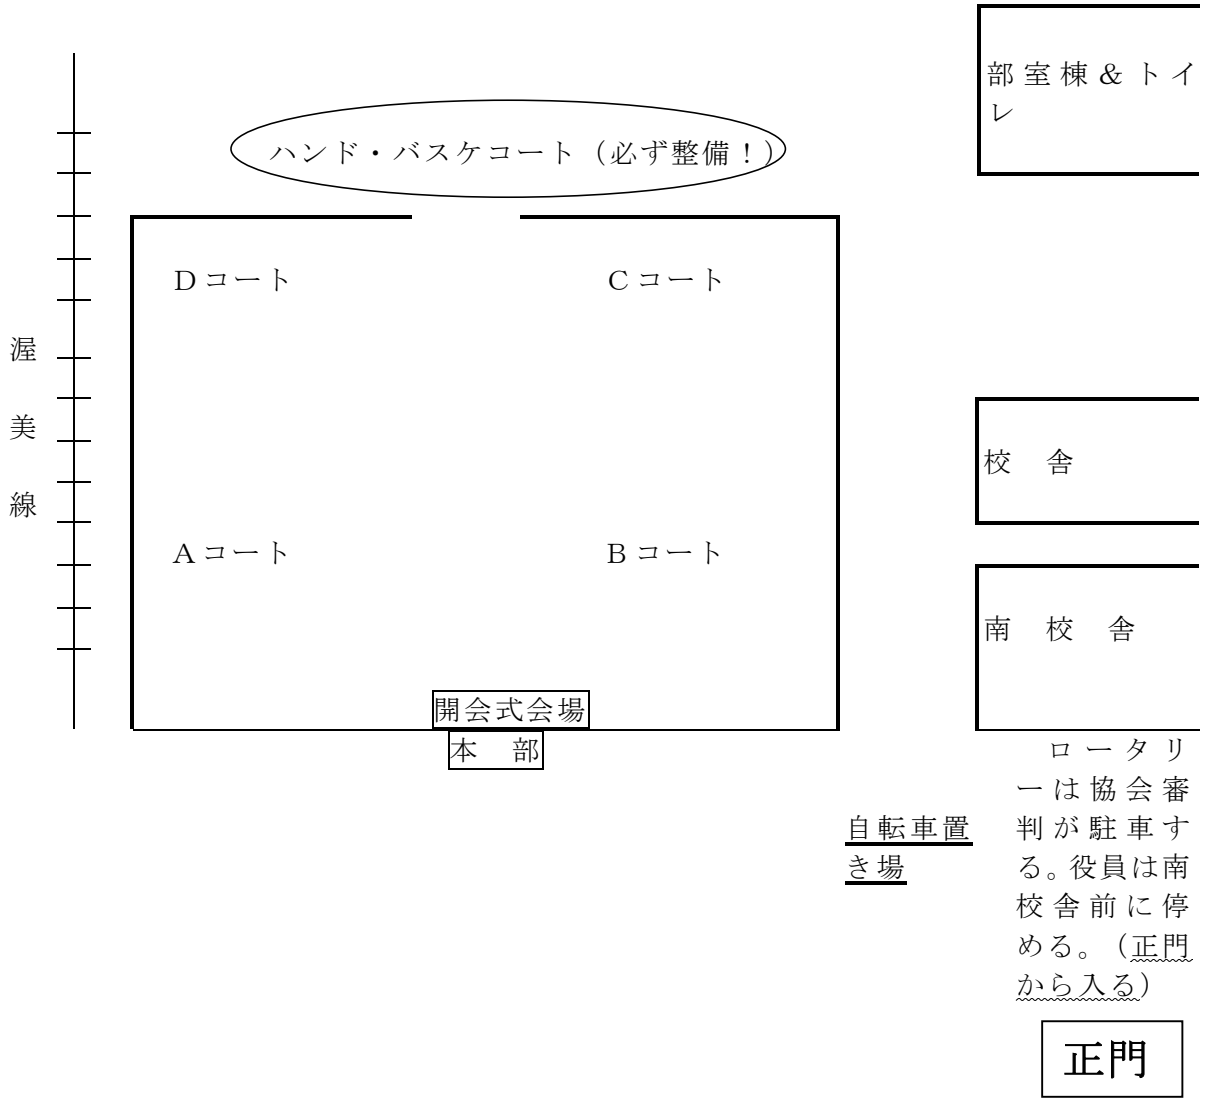 部室棟＆トイ
レ
ハンド・バスケコート（必ず整備！）
Ｄコート
Ｃコート
渥
美
線
校　舎
Ａコート
Ｂコート
南　校　舎
開会式会場
本　部
自転車置
き場
ロータリ
ーは協会審
判が駐車す
る。役員は南
校舎前に停
める。（正門
から入る）
正門